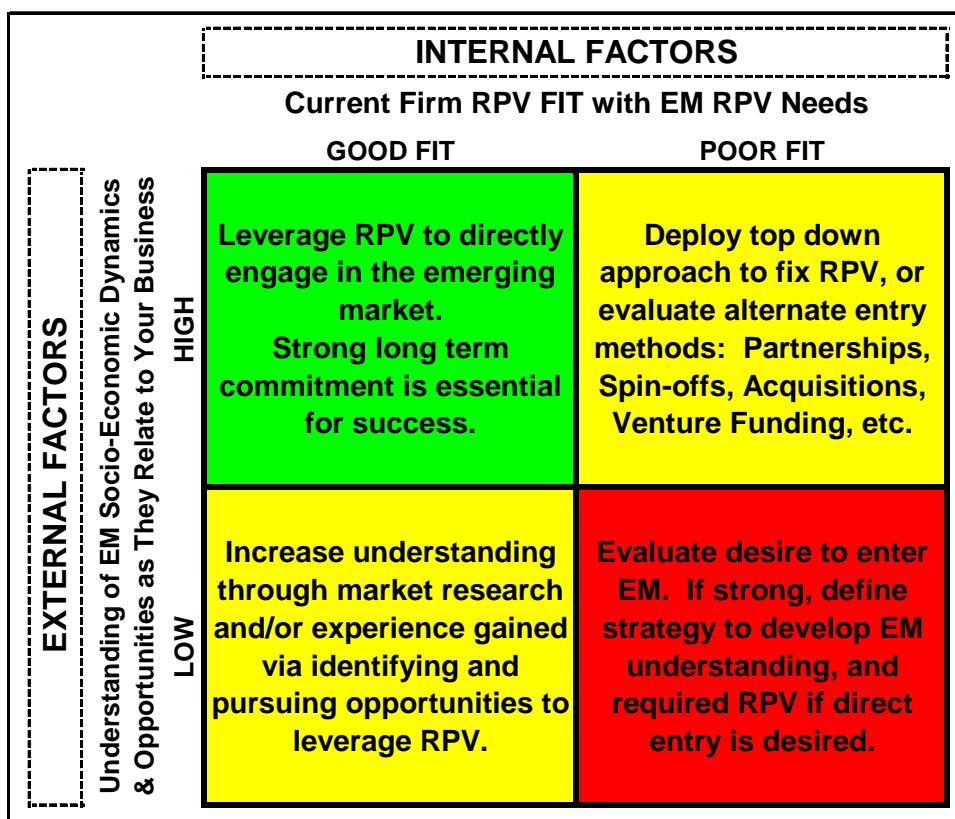 INTERNAL FACTORS
Current Firm RPV FIT with EM RPV Needs
GOOD FIT
POOR FIT
EXTERNAL FACTORS
Understanding of EM Socio-Economic Dynamics
& Opportunities as They Relate to Your Business
HIGH
Leverage RPV to directly
engage in the emerging
market.
Strong long term
commitment is essential
for success.
Deploy top down
approach to fix RPV, or
evaluate alternate entry
methods:  Partnerships,
Spin-offs, Acquisitions,
Venture Funding, etc.
LOW
Increase understanding
through market research
and/or experience gained
via identifying and
pursuing opportunities to
leverage RPV.
Evaluate desire to enter
EM.  If strong, define
strategy to develop EM
understanding, and
required RPV if direct
entry is desired.